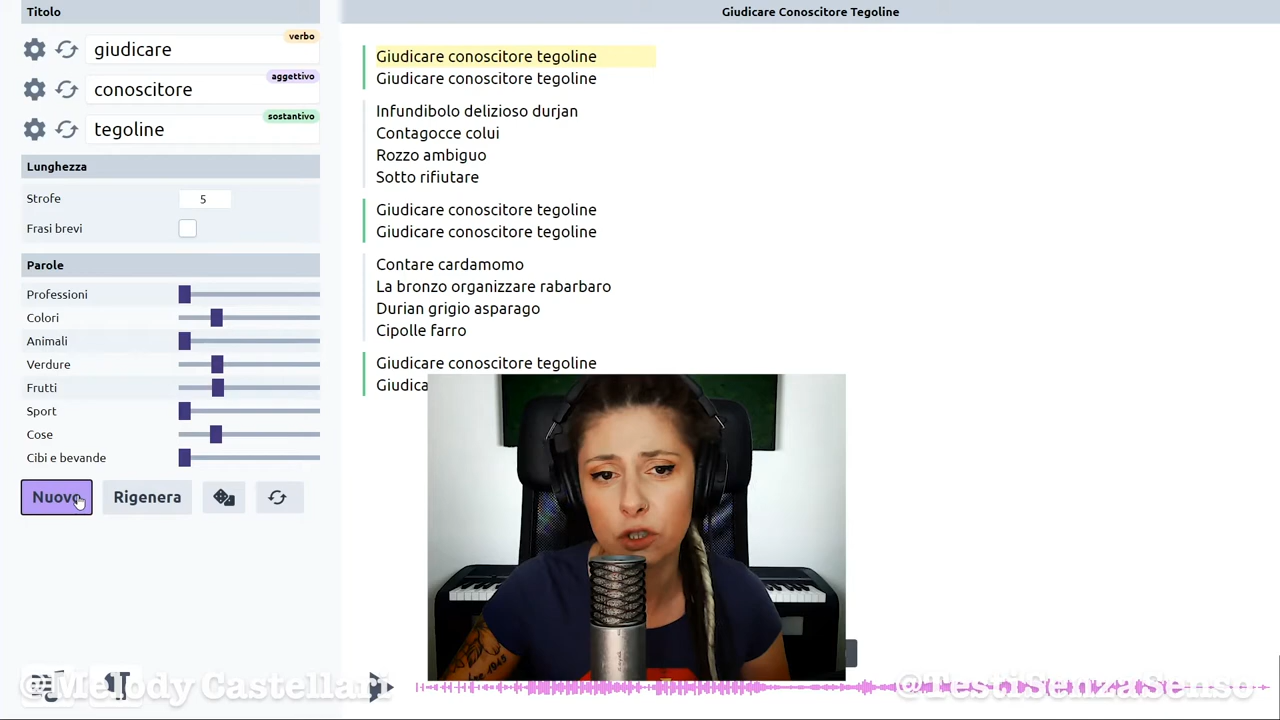 Titolo
giudicare
verbo
conoscitore
aggettivo
tegoline
sostantivo
Lunghezza
Strofe 5
Frasi brevi
Parole
Professioni
Colori
Animali
Verdure
Frutti
Sport
Cose
Cibi e bevande
Nuovo Rigenera
Giudicare Conoscitore Tegoline
Giudicare conoscitore tegoline
Giudicare conoscitore tegoline
Infundibolo delizioso durjan
Contagocce colui
Rozzo ambiguo
Sotto rifiutare
Giudicare conoscitore tegoline
Giudicare conoscitore tegoline
Contare cardamomo
La bronzo organizzare rabarbaro
Durian grigio asparago
Cipolle farro
Giudicare conoscitore tegoline
Giudica
@Melody Castellari
@TestiSenzaSenso